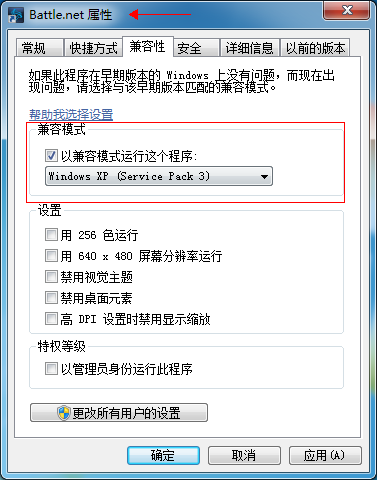 Battle.net 属性
常规 快捷方式 兼容性 安全 详细信息 以前的版本
如果此程序在早期版本的 Windows 上没有问题，而现在出
现问题，请选择与该早期版本匹配的兼容模式。
帮助我选择设置
兼容模式
以兼容模式运行这个程序:
Windows XP (Service Pack 3)
设置
用 256 色运行
用 640 x 480 屏幕分辨率运行
禁用视觉主题
禁用桌面元素
高 DPI 设置时禁用显示缩放
特权等级
以管理员身份运行此程序
更改所有用户的设置
确定 取消 应用(A)